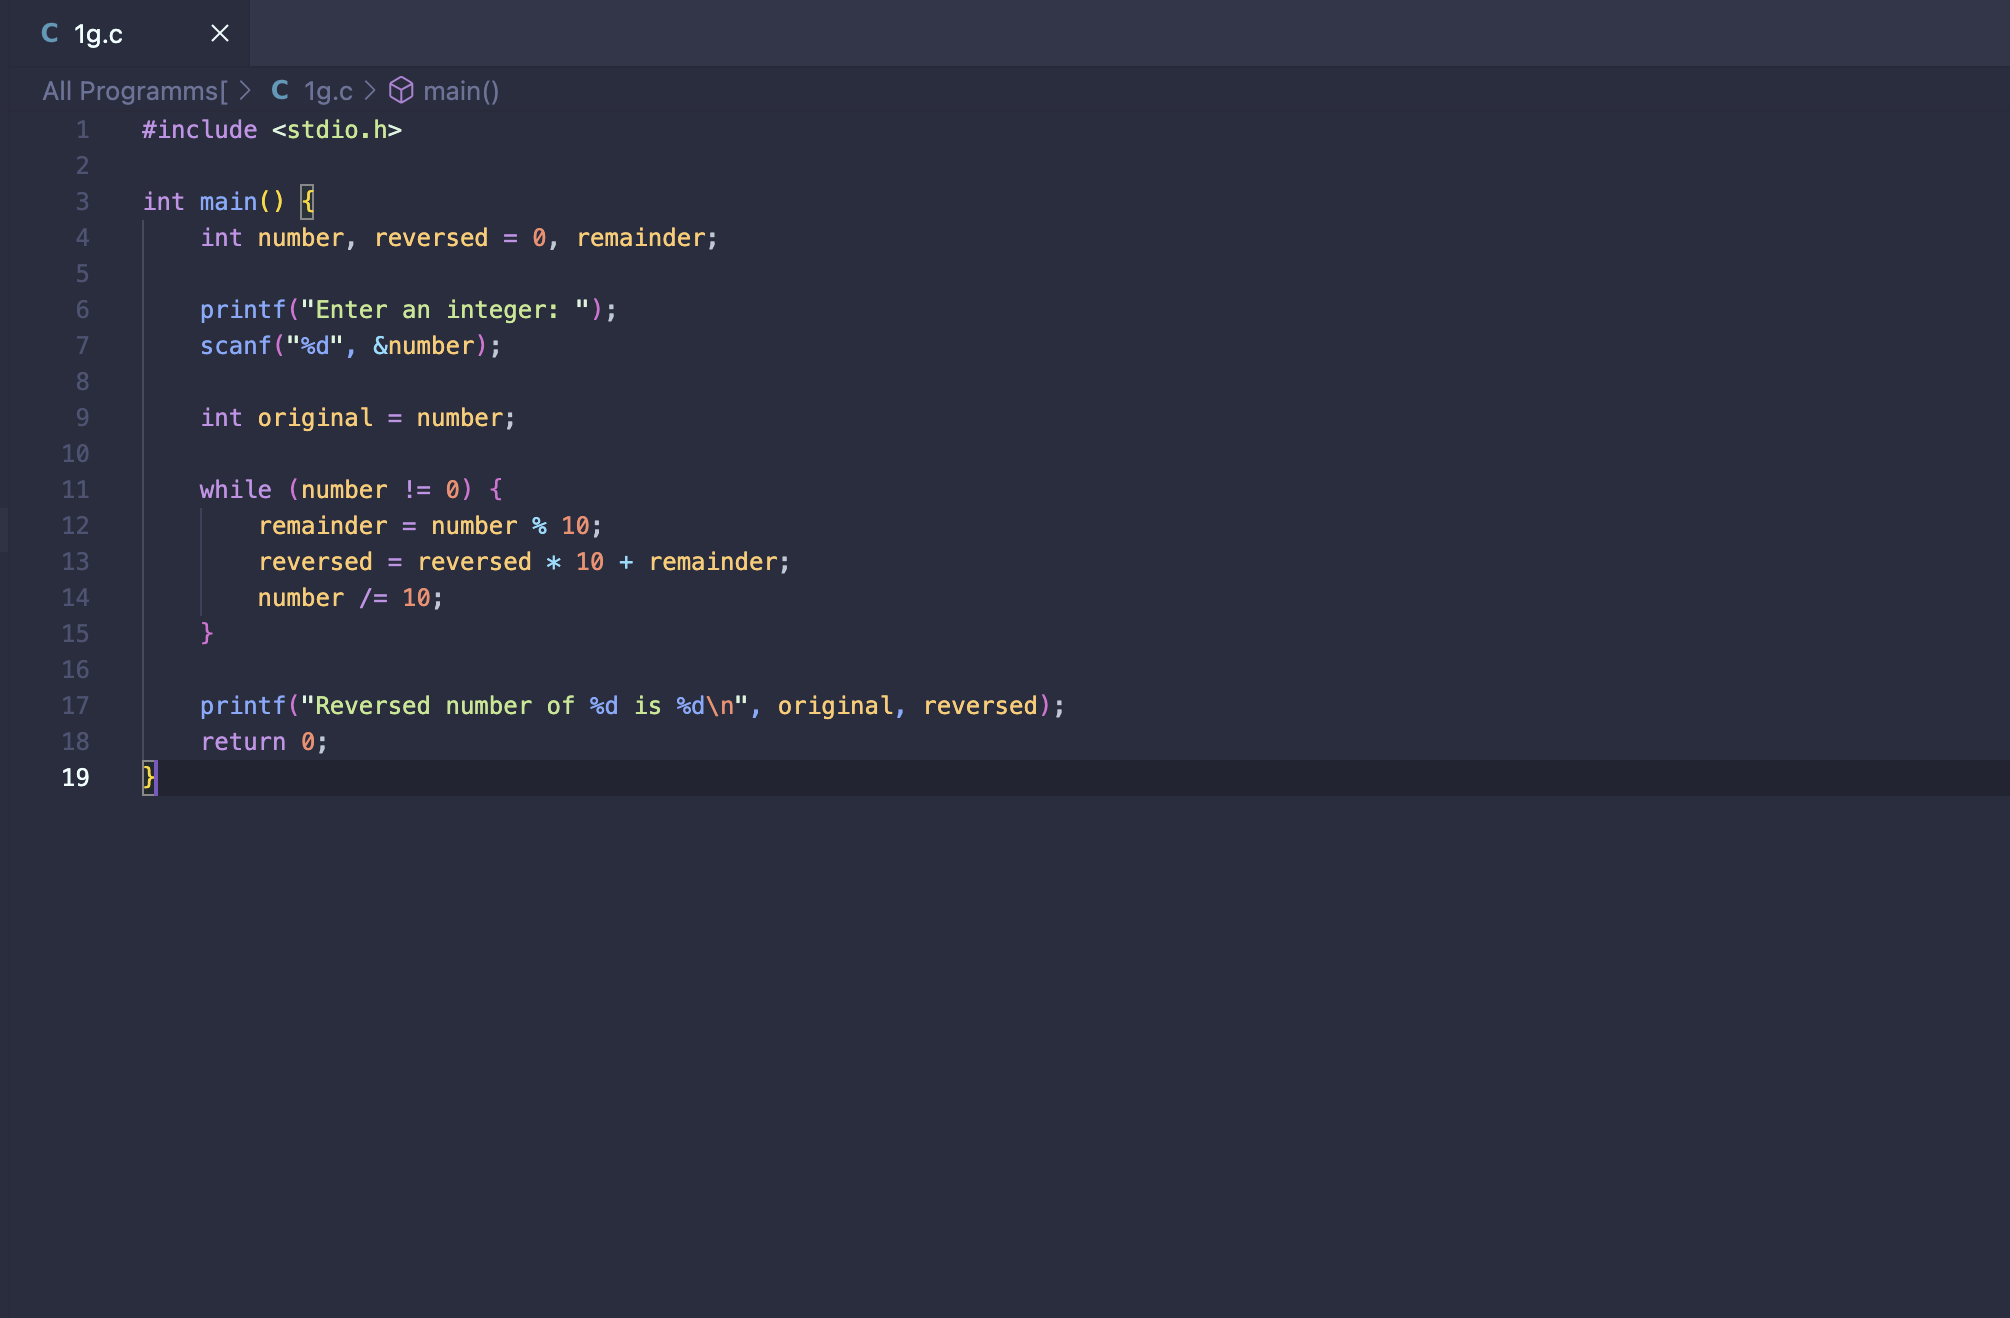 C 1g.c
All Programms[ > C 1g.c > main()
1 #include <stdio.h>
2
3 int main() {
4     int number, reversed = 0, remainder;
5
6     printf("Enter an integer: ");
7     scanf("%d", &number);
8
9     int original = number;
10
11     while (number != 0) {
12         remainder = number % 10;
13         reversed = reversed * 10 + remainder;
14         number /= 10;
15     }
16
17     printf("Reversed number of %d is %d\n", original, reversed);
18     return 0;
19 }